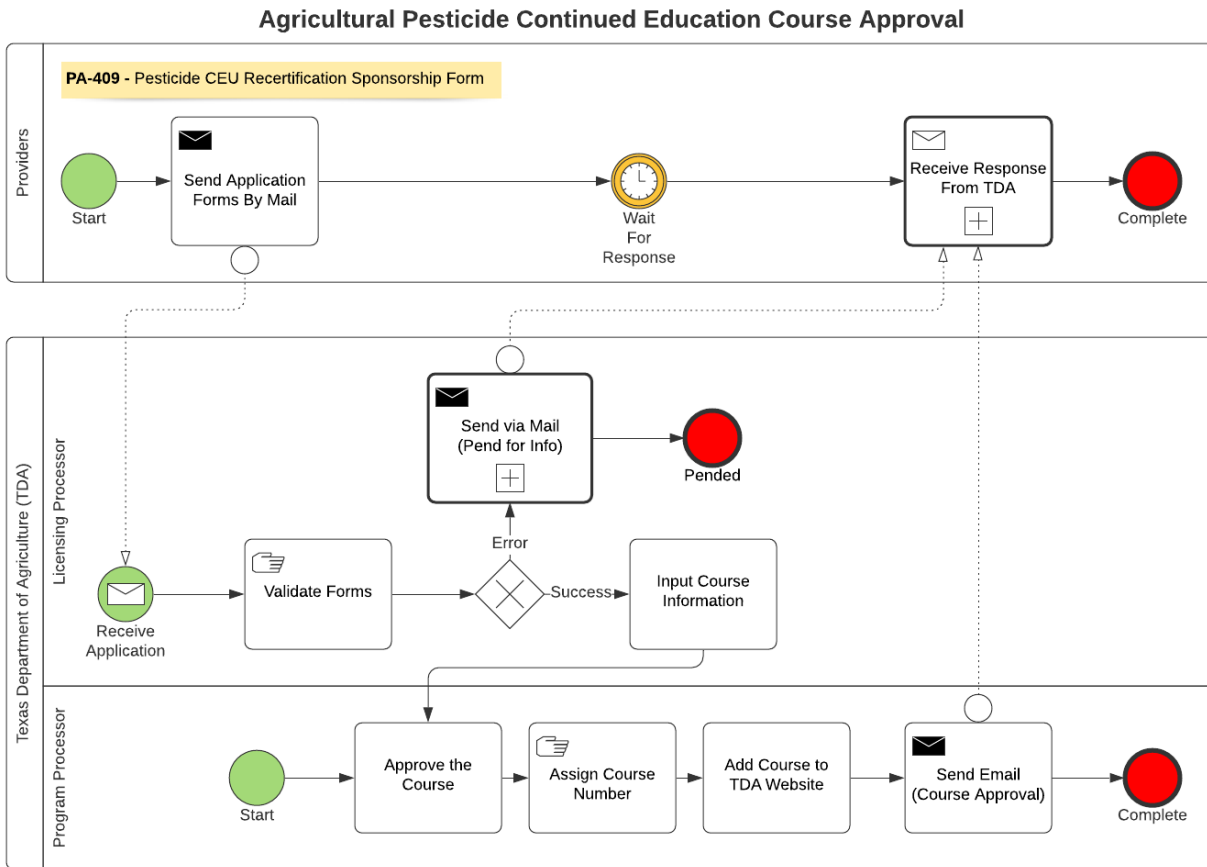 Agricultural Pesticide Continued Education Course Approval
Providers
PA-409 - Pesticide CEU Recertification Sponsorship Form
Start
Send Application
Forms By Mail
Wait
For
Response
Receive Response
From TDA
Complete
Texas Department of Agriculture (TDA)
Licensing Processor
Send via Mail
(Pend for Info)
Pended
Error
Receive
Application
Validate Forms
Success
Input Course
Information
Program Processor
Start
Approve the
Course
Assign Course
Number
Add Course to
TDA Website
Send Email
(Course Approval)
Complete